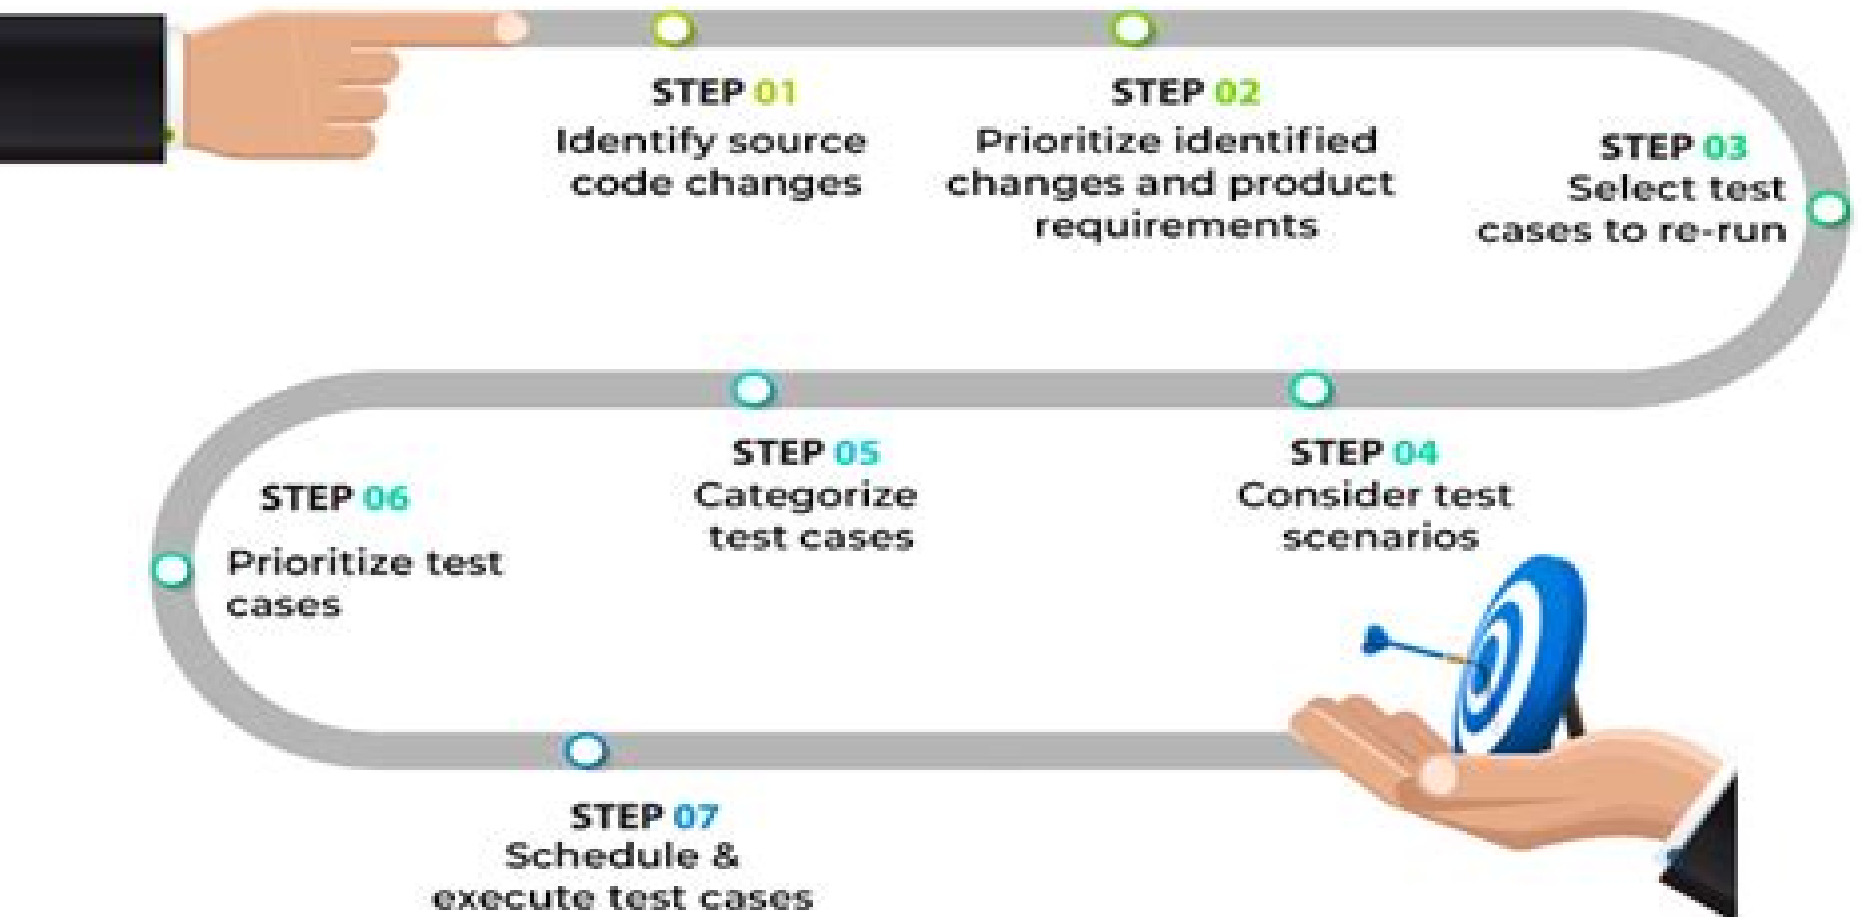 STEP 01
Identify source
code changes
STEP 02
Prioritize identified
changes and product
requirements
STEP 03
Select test
cases to re-run
STEP 04
Consider test
scenarios
STEP 05
Categorize
test cases
STEP 06
Prioritize test
cases
STEP 07
Schedule &
execute test cases